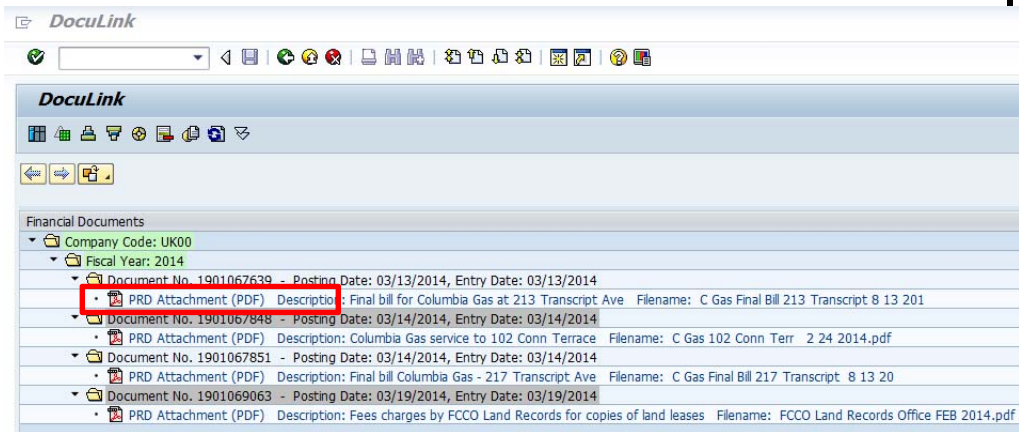 DocuLink
DocuLink
Financial Documents
Company Code: UK00
Fiscal Year: 2014
Document No. 1901067639 - Posting Date: 03/13/2014, Entry Date: 03/13/2014
PRD Attachment (PDF) Description: Final bill for Columbia Gas at 213 Transcript Ave Filename: C Gas Final Bill 213 Transcript 8 13 201
Document No. 1901067848 - Posting Date: 03/14/2014, Entry Date: 03/14/2014
PRD Attachment (PDF) Description: Columbia Gas service to 102 Conn Terrace Filename: C Gas 102 Conn Terr 2 24 2014.pdf
Document No. 1901067851 - Posting Date: 03/14/2014, Entry Date: 03/14/2014
PRD Attachment (PDF) Description: Final bill Columbia Gas - 217 Transcript Ave Filename: C Gas Final Bill 217 Transcript 8 13 20
Document No. 1901069063 - Posting Date: 03/19/2014, Entry Date: 03/19/2014
PRD Attachment (PDF) Description: Fees charges by FCCO Land Records for copies of land leases Filename: FCCO Land Records Office FEB 2014.pdf